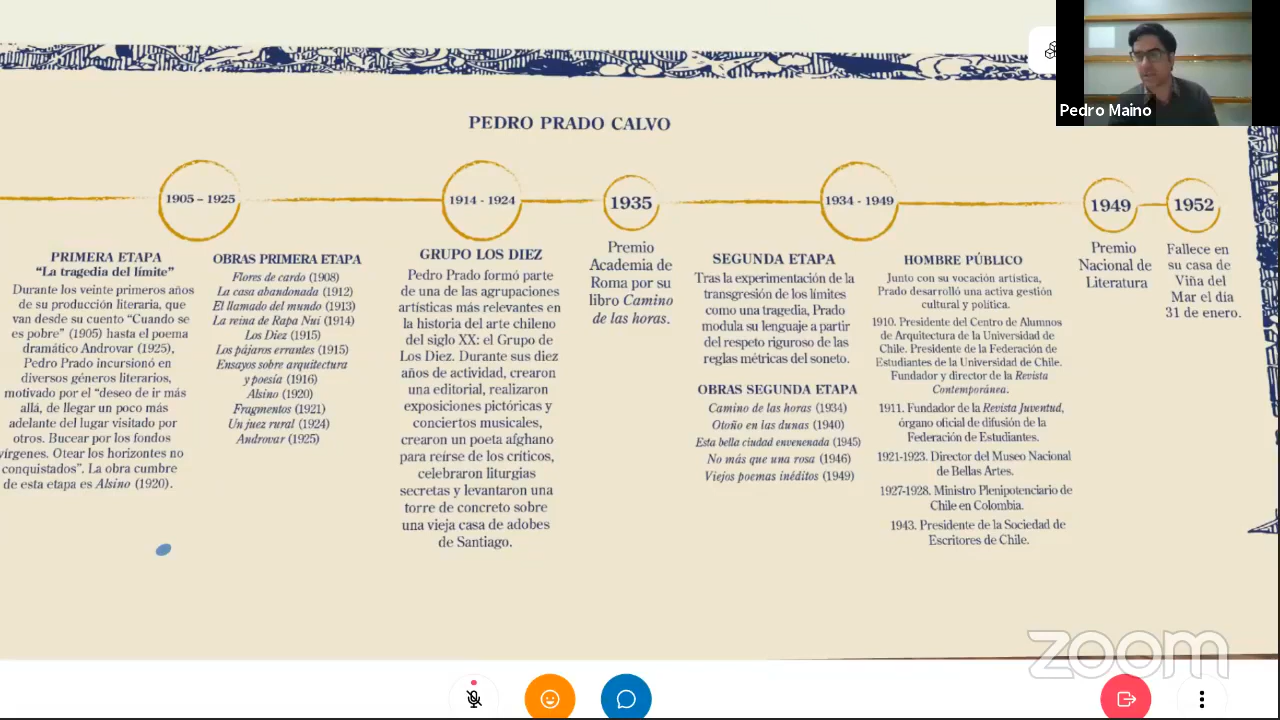 Pedro Maino
PEDRO PRADO CALVO
1905 – 1925
PRIMERA ETAPA
“La tragedia del límite”
Durante los veinte primeros años
de su producción literaria, que
van desde su cuento “Cuando se
es pobre” (1905) hasta el poema
dramático Androvar (1925),
Pedro Prado incursionó en
diversos géneros literarios,
motivado por el “deseo de ir más
allá, de llegar un poco más
adelante del lugar visitado por
otros. Bucear por los fondos
vírgenes. Otear los horizontes no
conquistados”. La obra cumbre
de esta etapa es Alsino (1920).
OBRAS PRIMERA ETAPA
Flores de cardo (1908)
La casa abandonada (1912)
El llamado del mundo (1913)
La reina de Rapa Nui (1914)
Los Diez (1915)
Los pájaros errantes (1915)
Ensayos sobre arquitectura
y poesía (1916)
Alsino (1920)
Fragmentos (1921)
Un juez rural (1924)
Androvar (1925)
1914 - 1924
GRUPO LOS DIEZ
Pedro Prado formó parte
de una de las agrupaciones
artísticas más relevantes en
la historia del arte chileno
del siglo XX: el Grupo de
Los Diez. Durante sus diez
años de actividad, crearon
una editorial, realizaron
exposiciones pictóricas y
conciertos musicales,
crearon un poeta afghano
para reírse de los críticos,
celebraron liturgias
secretas y levantaron una
torre de concreto sobre
una vieja casa de adobes
de Santiago.
1935
Premio
Academia de
Roma por su
libro Camino
de las horas.
1934 - 1949
SEGUNDA ETAPA
Tras la experimentación de la
transgresión de los límites
como una tragedia, Prado
modula su lenguaje a partir
del respeto riguroso de las
reglas métricas del soneto.
OBRAS SEGUNDA ETAPA
Camino de las horas (1934)
Otoño en las dunas (1940)
Esta bella ciudad envenenada (1945)
No más que una rosa (1946)
Viejos poemas inéditos (1949)
HOMBRE PÚBLICO
Junto con su vocación artística,
Prado desarrolló una activa gestión
cultural y política.
1910. Presidente del Centro de Alumnos
de Arquitectura de la Universidad de
Chile. Presidente de la Federación de
Estudiantes de la Universidad de Chile.
Fundador y director de la Revista
Contemporánea.
1911. Fundador de la Revista Juventud,
órgano oficial de difusión de la
Federación de Estudiantes.
1921-1923. Director del Museo Nacional
de Bellas Artes.
1927-1928. Ministro Plenipotenciario de
Chile en Colombia.
1943. Presidente de la Sociedad de
Escritores de Chile.
1949
Premio
Nacional de
Literatura
1952
Fallece en
su casa de
Viña del
Mar el día
31 de enero.
zoom